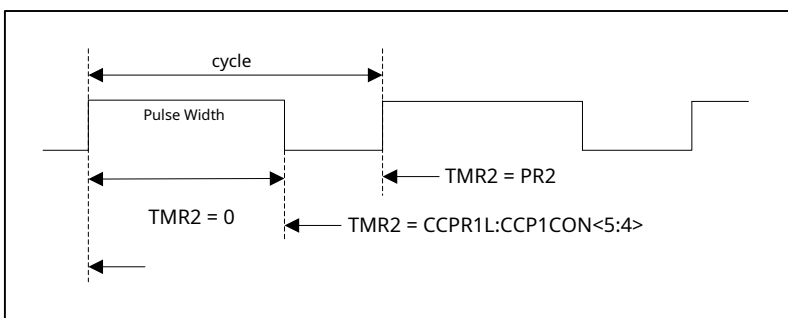 cycle
Pulse Width
TMR2 = PR2
TMR2 = 0
TMR2 = CCPR1L:CCP1CON<5:4>